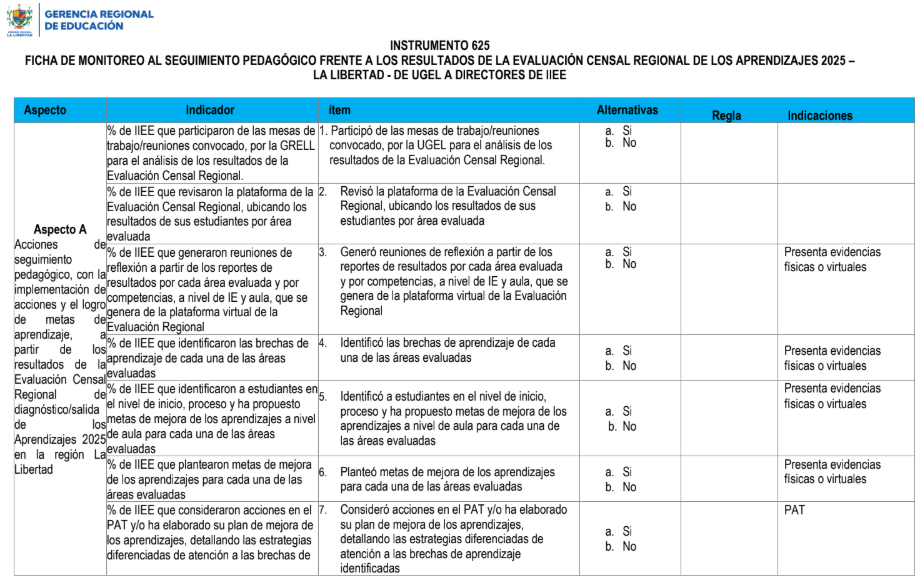 GERENCIA REGIONAL
DE EDUCACIÓN
INSTRUMENTO 625
FICHA DE MONITOREO AL SEGUIMIENTO PEDAGÓGICO FRENTE A LOS RESULTADOS DE LA EVALUACIÓN CENSAL REGIONAL DE LOS APRENDIZAJES 2025 –
LA LIBERTAD - DE UGEL A DIRECTORES DE IIEE
Aspecto
Indicador
ítem
Alternativas
Regla
Indicaciones
Aspecto A
Acciones de
seguimiento
pedagógico, con la
implementación de
acciones y el logro
de metas de
aprendizaje, a
partir de los
resultados de la
Evaluación Censal
Regional de
diagnóstico/salida
de los
Aprendizajes 2025
en la región La
Libertad
% de IIEE que participaron de las mesas de
trabajo/reuniones convocado, por la GRELL
para el análisis de los resultados de la
Evaluación Censal Regional.
1. Participó de las mesas de trabajo/reuniones
convocado, por la UGEL para el análisis de los
resultados de la Evaluación Censal Regional.
a. Si
b. No
% de IIEE que revisaron la plataforma de la
Evaluación Censal Regional, ubicando los
resultados de sus estudiantes por área
evaluada
2. Revisó la plataforma de la Evaluación Censal
Regional, ubicando los resultados de sus
estudiantes por área evaluada
a. Si
b. No
% de IIEE que generaron reuniones de
reflexión a partir de los reportes de
resultados por cada área evaluada y por
competencias, a nivel de IE y aula, que se
genera de la plataforma virtual de la
Evaluación Regional
3. Generó reuniones de reflexión a partir de los
reportes de resultados por cada área evaluada
y por competencias, a nivel de IE y aula, que se
genera de la plataforma virtual de la Evaluación
Regional
a. Si
b. No
Presenta evidencias
físicas o virtuales
% de IIEE que identificaron las brechas de
aprendizaje de cada una de las áreas
evaluadas
4. Identificó las brechas de aprendizaje de cada
una de las áreas evaluadas
a. Si
b. No
Presenta evidencias
físicas o virtuales
% de IIEE que identificaron a estudiantes en
el nivel de inicio, proceso y ha propuesto
metas de mejora de los aprendizajes a nivel
de aula para cada una de las áreas
evaluadas
5. Identificó a estudiantes en el nivel de inicio,
proceso y ha propuesto metas de mejora de los
aprendizajes a nivel de aula para cada una de
las áreas evaluadas
a. Si
b. No
Presenta evidencias
físicas o virtuales
% de IIEE que plantearon metas de mejora
de los aprendizajes para cada una de las
áreas evaluadas
6. Planteó metas de mejora de los aprendizajes
para cada una de las áreas evaluadas
a. Si
b. No
Presenta evidencias
físicas o virtuales
% de IIEE que consideraron acciones en el
PAT y/o ha elaborado su plan de mejora de
los aprendizajes, detallando las estrategias
diferenciadas de atención a las brechas de
7. Consideró acciones en el PAT y/o ha elaborado
su plan de mejora de los aprendizajes,
detallando las estrategias diferenciadas de
atención a las brechas de aprendizaje
identificadas
a. Si
b. No
PAT